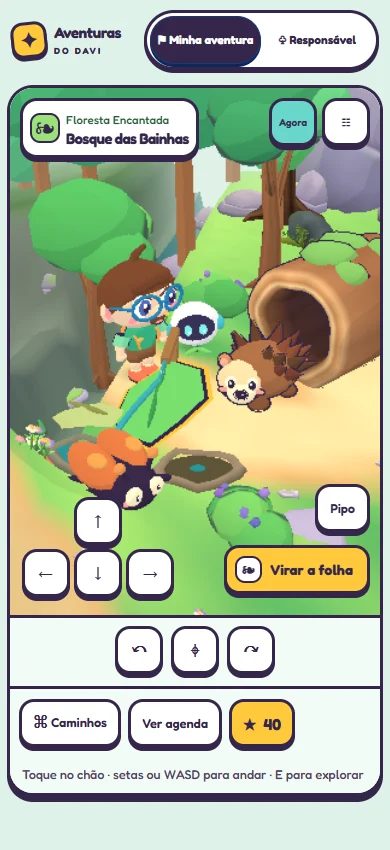 Aventuras
DO DAVI
Minha aventura
Responsável
Floresta Encantada
Bosque das Bainhas
Agora
Pipo
Virar a folha
Caminhos
Ver agenda
40
Toque no chão · setas ou WASD para andar · E para explorar